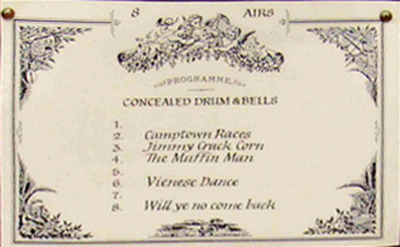 8 AIRS
PROGRAMME
CONCEALED DRUM & BELLS
1.
2. Camptown Races
3. Jimmy Crack Corn
4. The Muffin Man
5.
6. Vienese Dance
7.
8. Will ye no come back